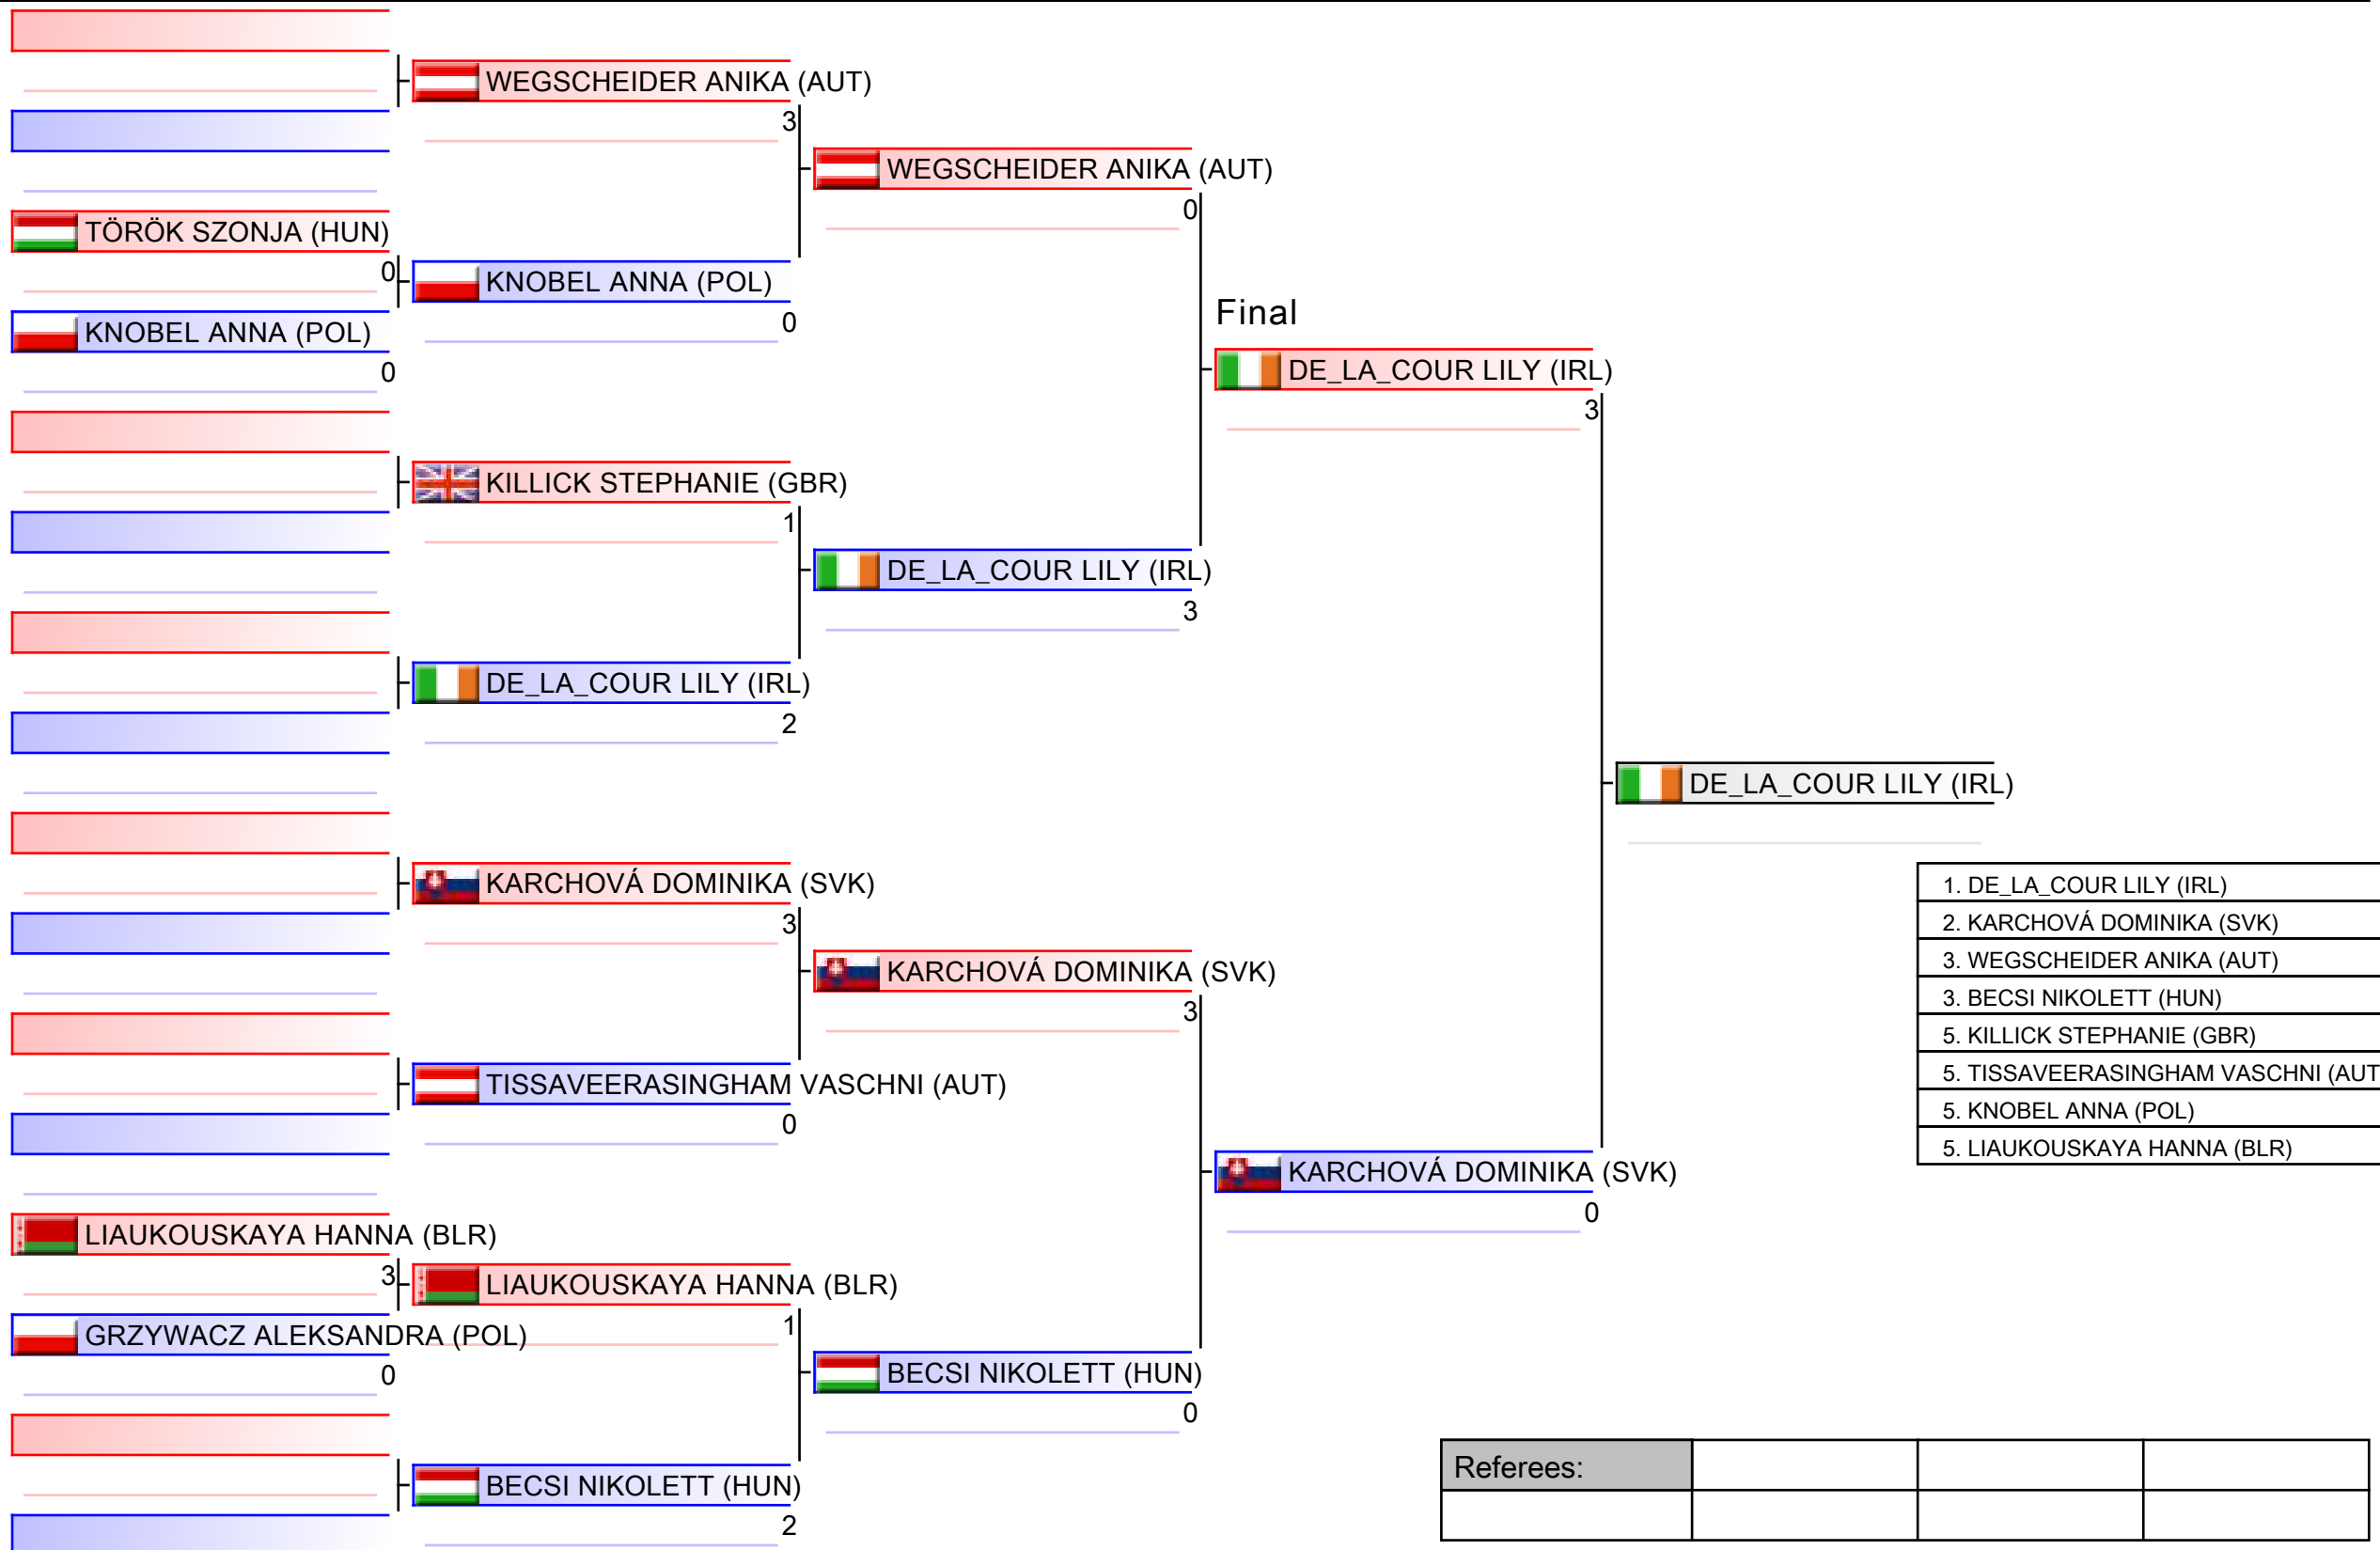 WEGSCHEIDER ANIKA (AUT)
3
WEGSCHEIDER ANIKA (AUT)
0
TÖRÖK SZONJA (HUN)
0
KNOBEL ANNA (POL)
0
KNOBEL ANNA (POL)
0
Final
DE_LA_COUR LILY (IRL)
3
KILLICK STEPHANIE (GBR)
1
DE_LA_COUR LILY (IRL)
3
DE_LA_COUR LILY (IRL)
2
DE_LA_COUR LILY (IRL)
KARCHOVÁ DOMINIKA (SVK)
3
KARCHOVÁ DOMINIKA (SVK)
3
TISSAVEERASINGHAM VASCHNI (AUT)
0
KARCHOVÁ DOMINIKA (SVK)
0
1. DE_LA_COUR LILY (IRL)
2. KARCHOVÁ DOMINIKA (SVK)
3. WEGSCHEIDER ANIKA (AUT)
3. BECSI NIKOLETT (HUN)
5. KILLICK STEPHANIE (GBR)
5. TISSAVEERASINGHAM VASCHNI (AUT
5. KNOBEL ANNA (POL)
5. LIAUKOUSKAYA HANNA (BLR)
LIAUKOUSKAYA HANNA (BLR)
3
LIAUKOUSKAYA HANNA (BLR)
1
GRZYWACZ ALEKSANDRA (POL)
0
BECSI NIKOLETT (HUN)
0
BECSI NIKOLETT (HUN)
2
Referees: